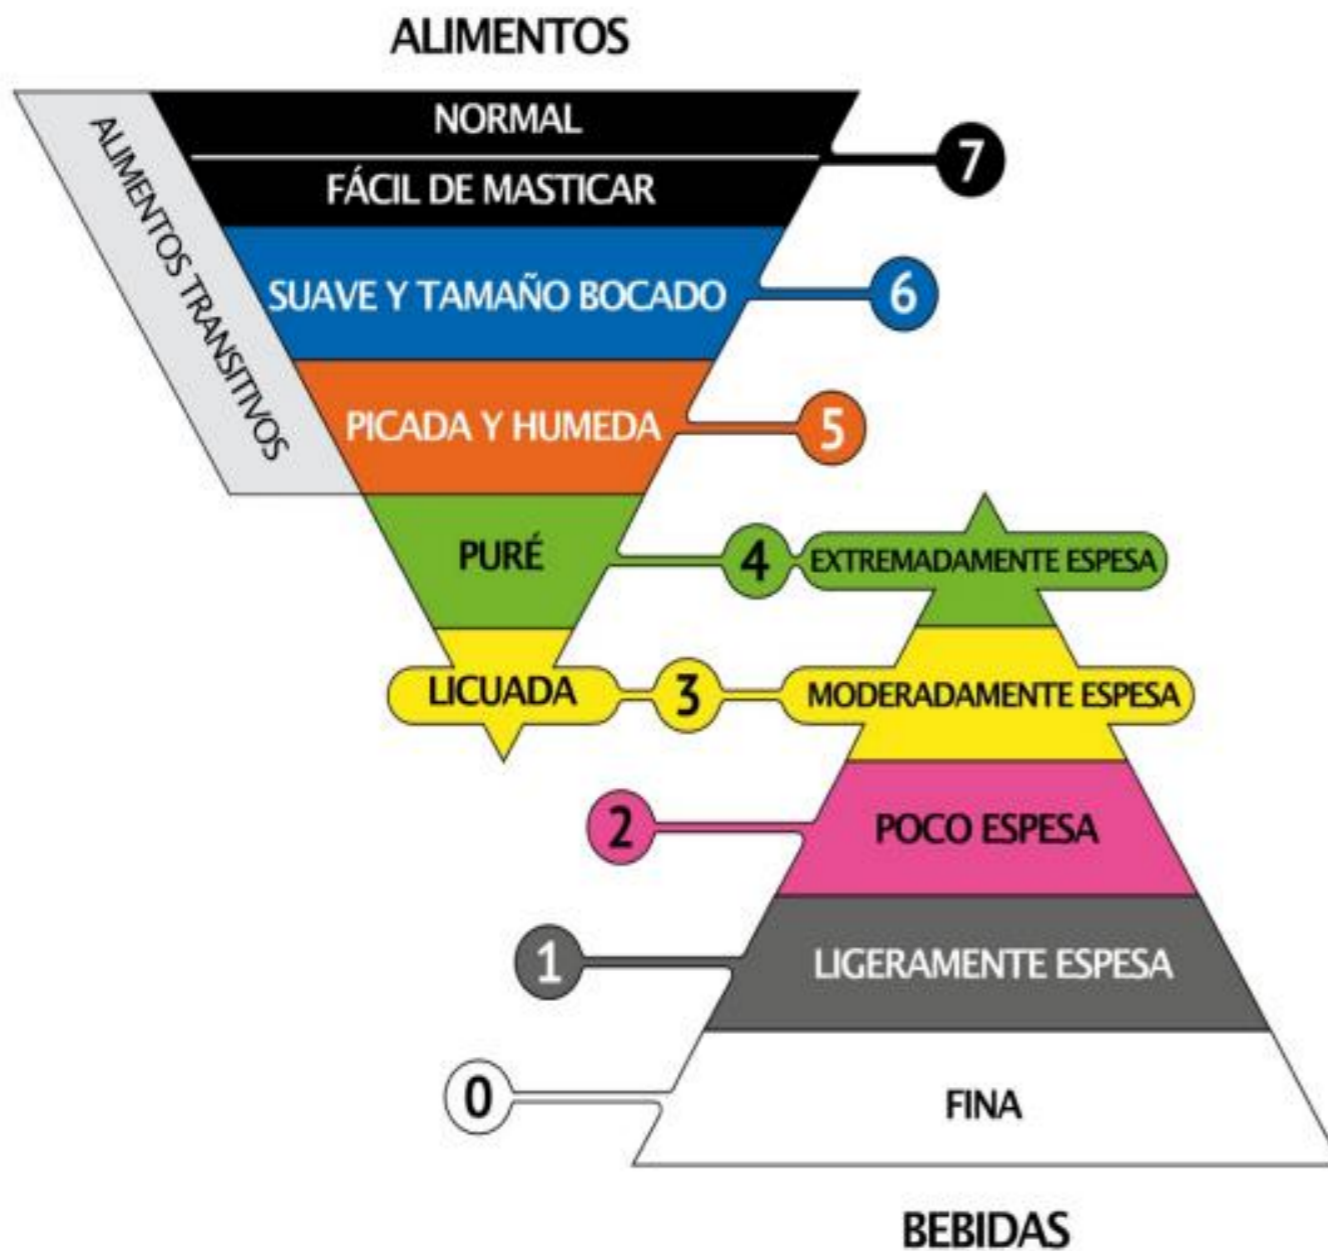 ALIMENTOS
NORMAL
7
FÁCIL DE MASTICAR
ALIMENTOS TRANSITIVOS
SUAVE Y TAMAÑO BOCADO
6
PICADA Y HUMEDA
5
PURÉ
4
EXTREMADAMENTE ESPESA
LICUADA
3
MODERADAMENTE ESPESA
2
POCO ESPESA
1
LIGERAMENTE ESPESA
0
FINA
BEBIDAS